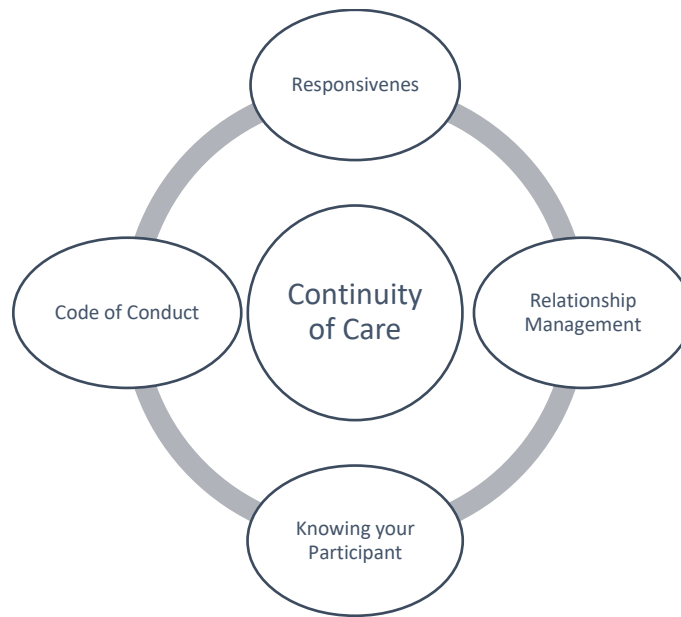 Responsivenes
Continuity
of Care
Code of Conduct
Relationship
Management
Knowing your
Participant